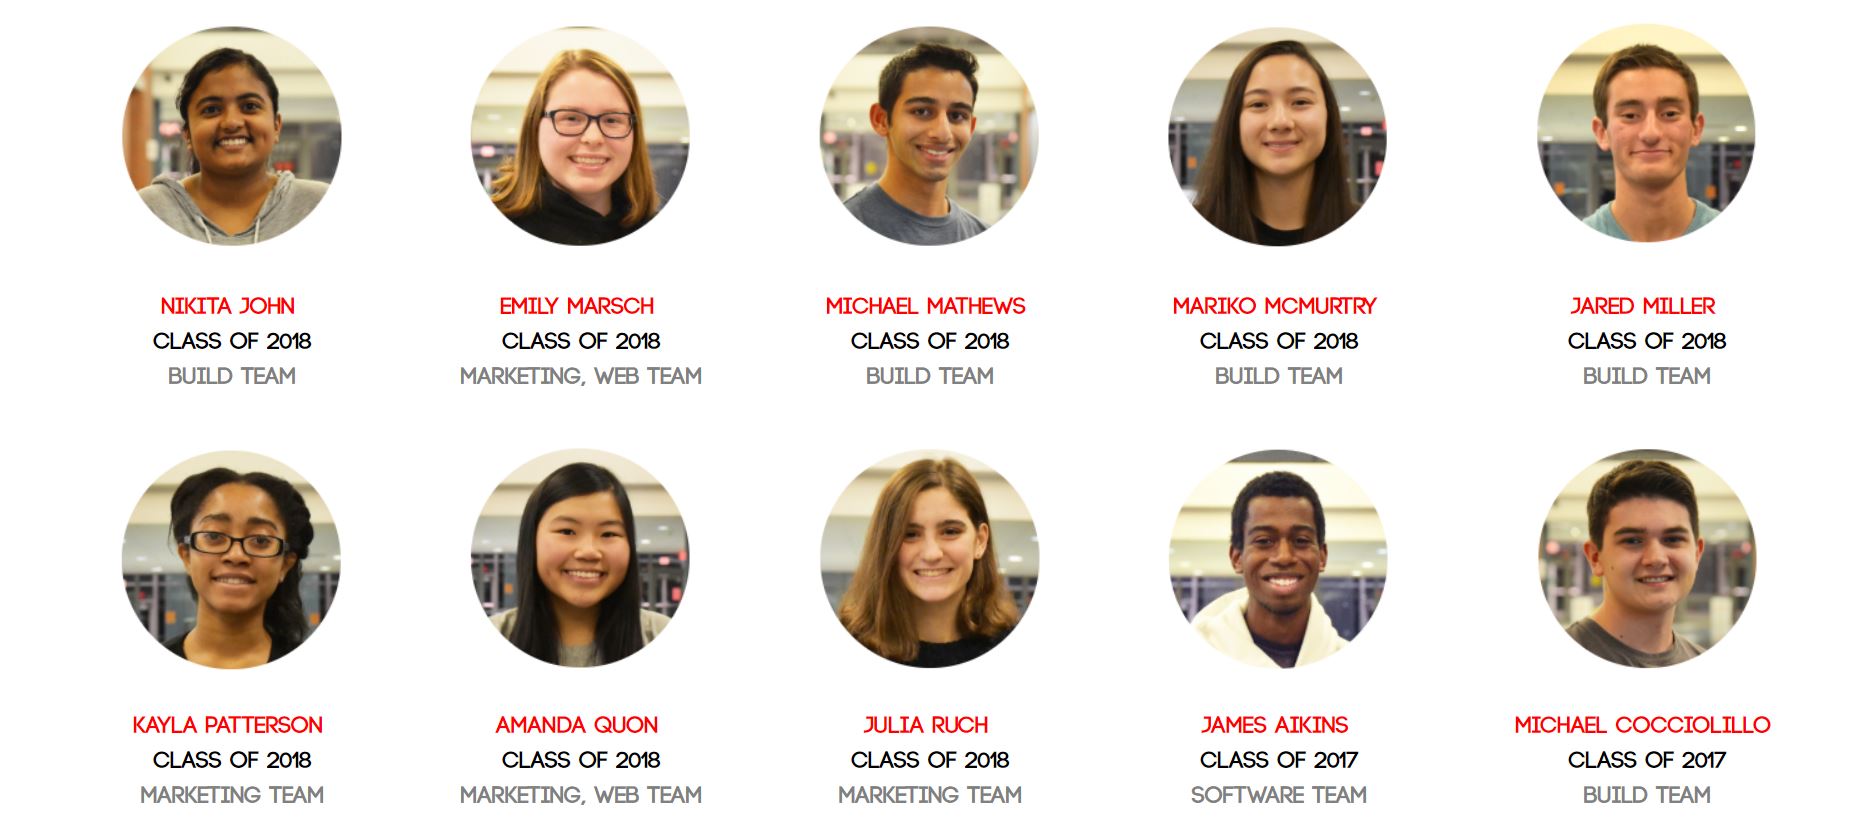 NIKITA JOHN
CLASS OF 2018
BUILD TEAM
EMILY MARSCH
CLASS OF 2018
MARKETING, WEB TEAM
MICHAEL MATHEWS
CLASS OF 2018
BUILD TEAM
MARIKO MCMURTRY
CLASS OF 2018
BUILD TEAM
JARED MILLER
CLASS OF 2018
BUILD TEAM
KAYLA PATTERSON
CLASS OF 2018
MARKETING TEAM
AMANDA QUON
CLASS OF 2018
MARKETING, WEB TEAM
JULIA RUCH
CLASS OF 2018
MARKETING TEAM
JAMES AIKINS
CLASS OF 2017
SOFTWARE TEAM
MICHAEL COCCIOLILLO
CLASS OF 2017
BUILD TEAM